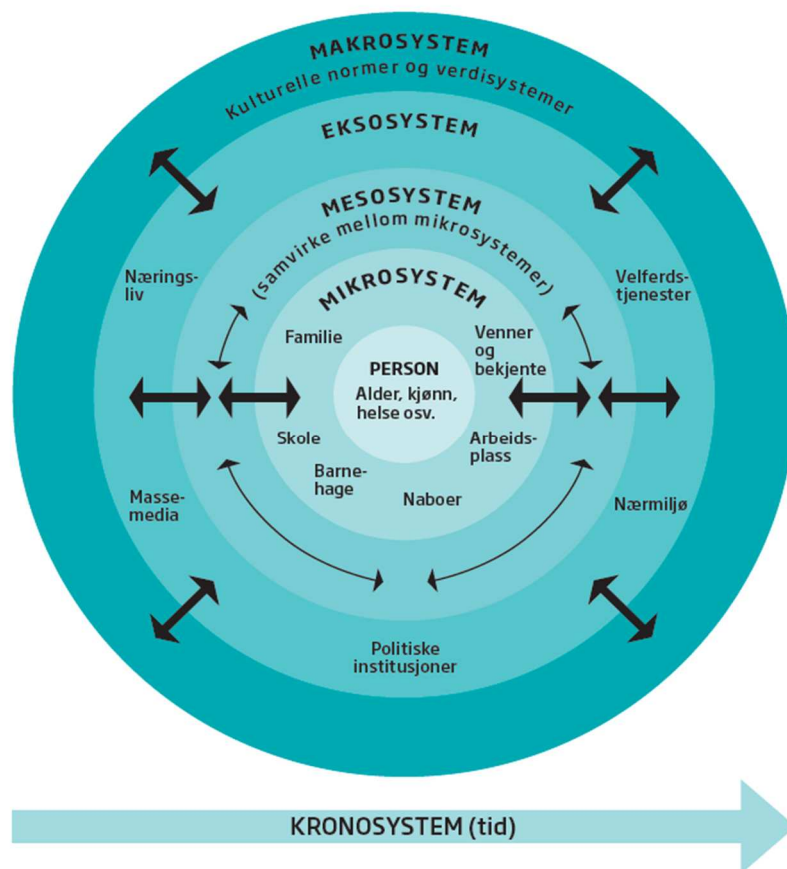 MAKROSYSTEM
Kulturelle normer og verdisystemer
EKSOSYSTEM
MESOSYSTEM
(samvirke mellom mikrosystemer)
MIKROSYSTEM
Nærings-
liv
Velferds-
tjenester
Familie
Venner
og
bekjente
PERSON
Alder, kjønn,
helse osv.
Skole
Arbeids-
plass
Barne-
hage
Naboer
Masse-
media
Nærmiljø
Politiske
institusjoner
KRONOSYSTEM (tid)